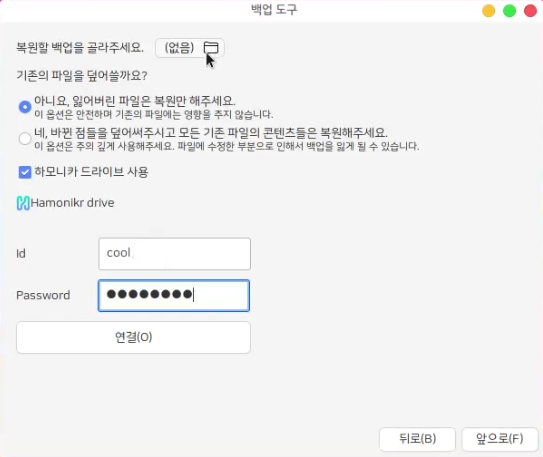 백업 도구
복원할 백업을 골라주세요. (없음)
기존의 파일을 덮어쓸까요?
아니요, 잃어버린 파일은 복원만 해주세요.
이 옵션은 안전하며 기존의 파일에는 영향을 주지 않습니다.
네, 바뀐 점들을 덮어써주시고 모든 기존 파일의 콘텐츠들은 복원해주세요.
이 옵션은 주의 깊게 사용해주세요. 파일에 수정한 부분으로 인해서 백업을 잃게 될 수 있습니다.
하모니카 드라이브 사용
Hamonikr drive
Id cool
Password ●●●●●●●●
연결(O)
뒤로(B) 앞으로(F)